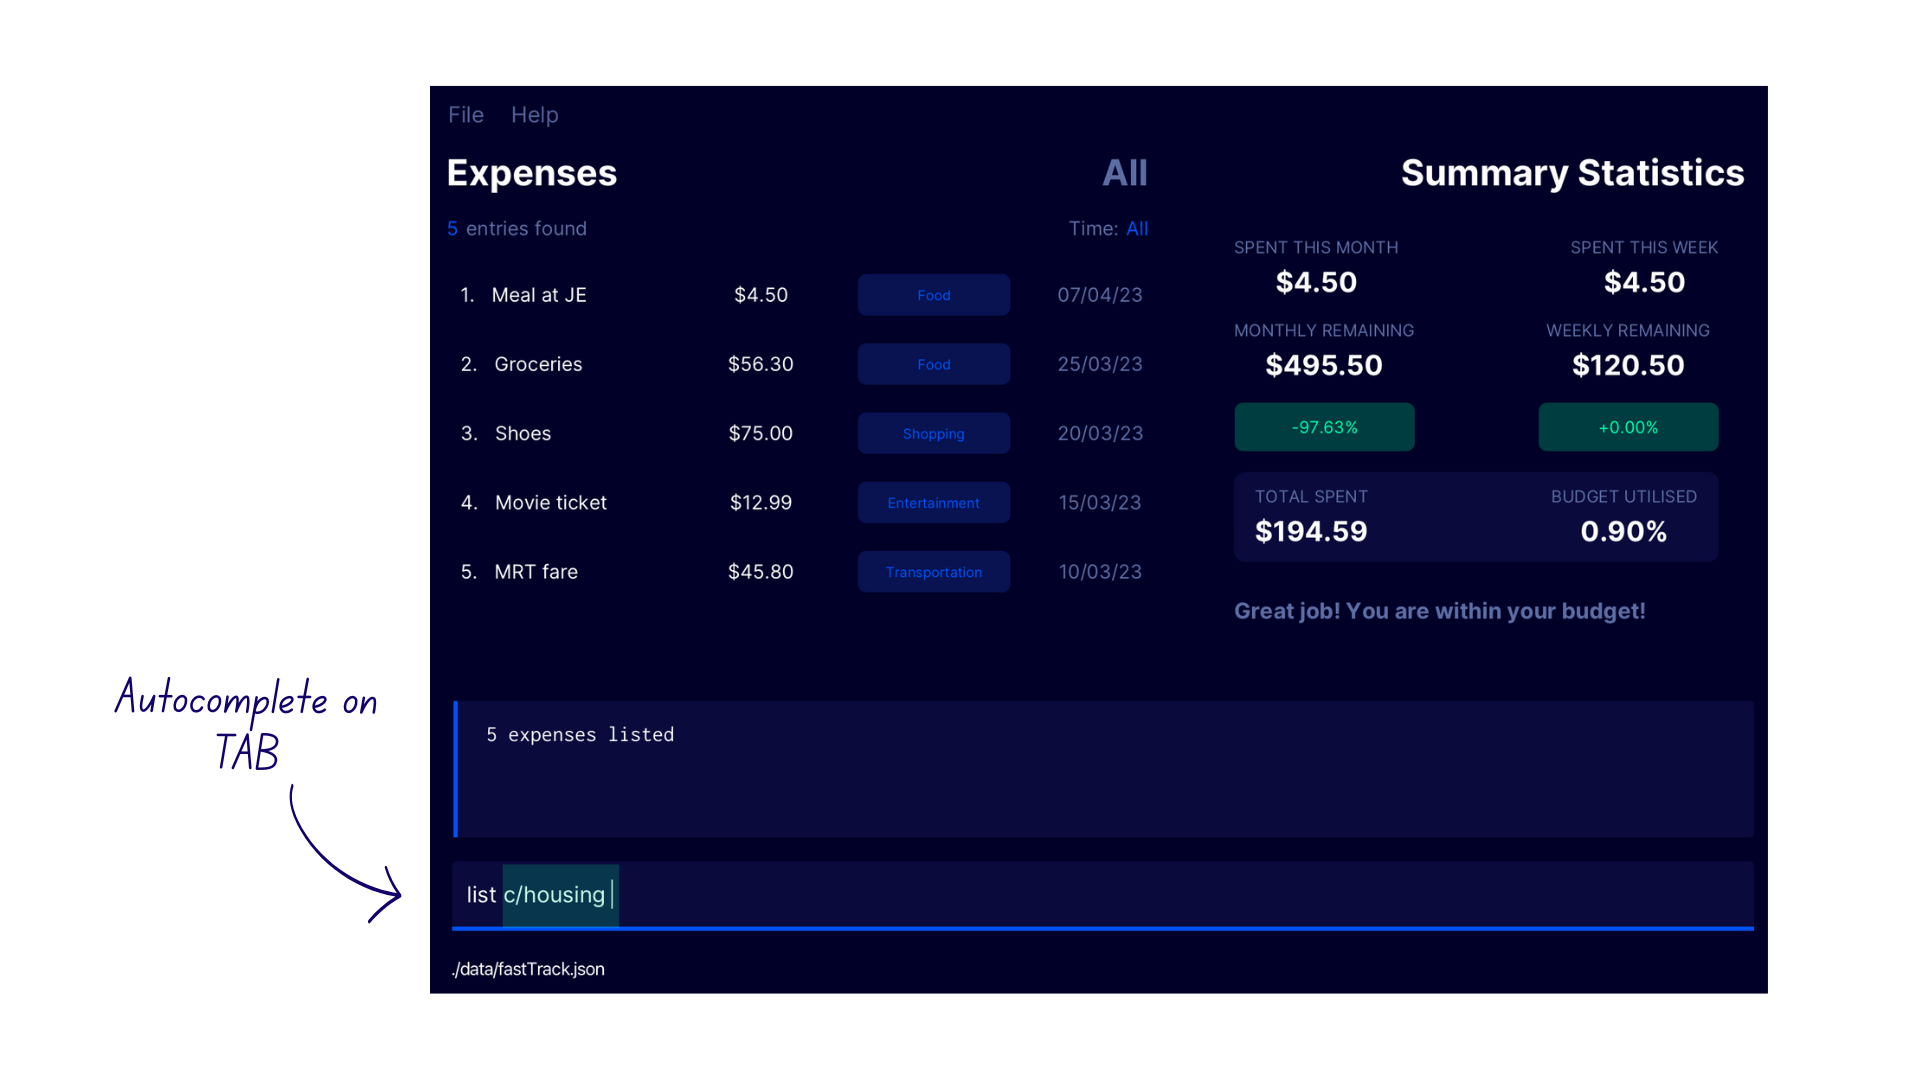 File Help
Expenses All Summary Statistics
5 entries found Time: All
SPENT THIS MONTH SPENT THIS WEEK
$4.50 $4.50
1. Meal at JE $4.50 Food 07/04/23
MONTHLY REMAINING WEEKLY REMAINING
$495.50 $120.50
2. Groceries $56.30 Food 25/03/23
-97.63% +0.00%
3. Shoes $75.00 Shopping 20/03/23
TOTAL SPENT BUDGET UTILISED
$194.59 0.90%
4. Movie ticket $12.99 Entertainment 15/03/23
5. MRT fare $45.80 Transportation 10/03/23
Great job! You are within your budget!
Autocomplete on
TAB
5 expenses listed
list c/housing
./data/fastTrack.json